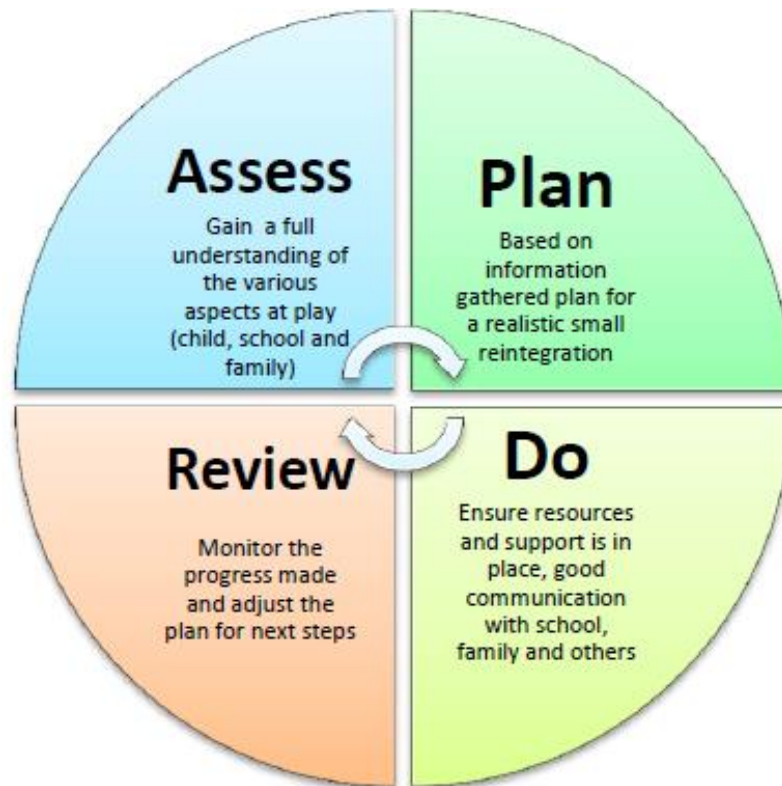 Assess
Gain a full
understanding of
the various
aspects at play
(child, school and
family)
Plan
Based on
information
gathered plan for
a realistic small
reintegration
Do
Ensure resources
and support is in
place, good
communication
with school,
family and others
Review
Monitor the
progress made
and adjust the
plan for next steps